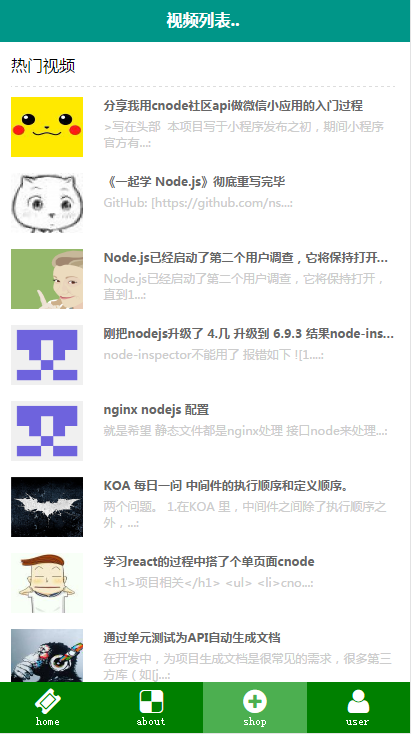 视频列表..
热门视频
分享我用cnode社区api做微信小应用的入门过程
>写在头部 本项目写于小程序发布之初，期间小程序
官方有...:
《一起学 Node.js》彻底重写完毕
GitHub: [https://github.com/ns...:
Node.js已经启动了第二个用户调查，它将保持打开...
Node.js已经启动了第二个用户调查，它将保持打开，
直到1...:
刚把nodejs升级了 4.几 升级到 6.9.3 结果node-ins...
node-inspector不能用了 报错如下 ![1....:
nginx nodejs 配置
就是希望 静态文件都是nginx处理 接口node来处理...:
KOA 每日一问 中间件的执行顺序和定义顺序。
两个问题。 1.在KOA 里，中间件之间除了执行顺序之
外，...:
学习react的过程中搭了个单页面cnode
<h1>项目相关</h1> <ul> <li>cno...:
通过单元测试为API自动生成文档
在开发中，为项目生成文档是很常见的需求，很多第三
方库（如[j...:
home
about
shop
user